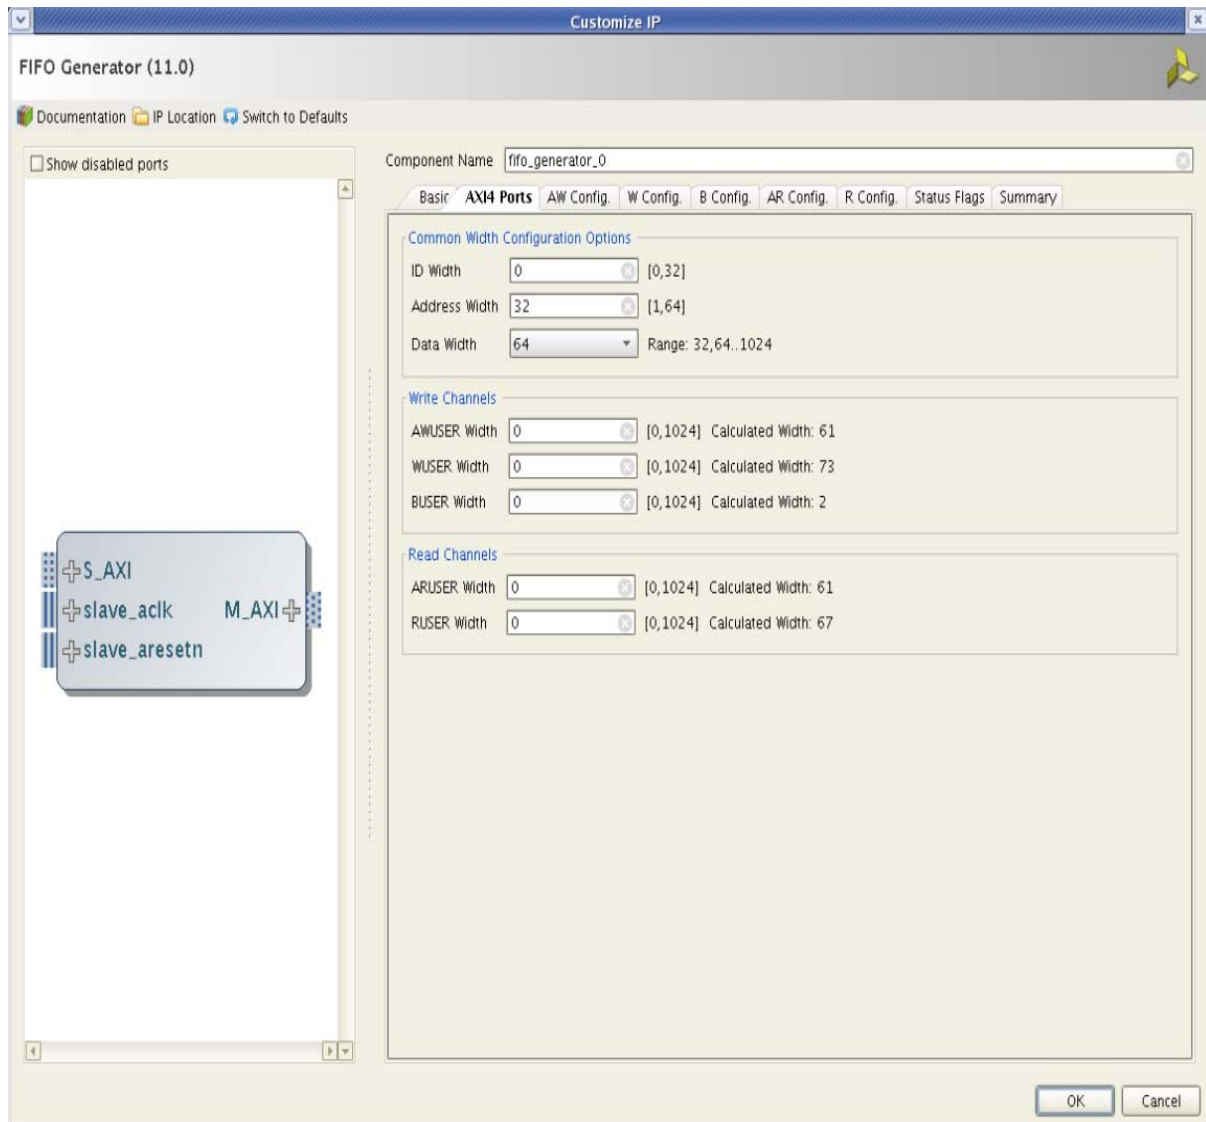 Customize IP
FIFO Generator (11.0)
Documentation IP Location Switch to Defaults
Show disabled ports
Component Name fifo_generator_0
Basic AXI4 Ports AW Config. W Config. B Config. AR Config. R Config. Status Flags Summary
Common Width Configuration Options
ID Width 0 [0,32]
Address Width 32 [1,64]
Data Width 64 Range: 32,64..1024
Write Channels
AWUSER Width 0 [0,1024] Calculated Width: 61
WUSER Width 0 [0,1024] Calculated Width: 73
BUSER Width 0 [0,1024] Calculated Width: 2
Read Channels
ARUSER Width 0 [0,1024] Calculated Width: 61
RUSER Width 0 [0,1024] Calculated Width: 67
S_AXI
slave_aclk M_AXI
slave_aresetn
OK Cancel